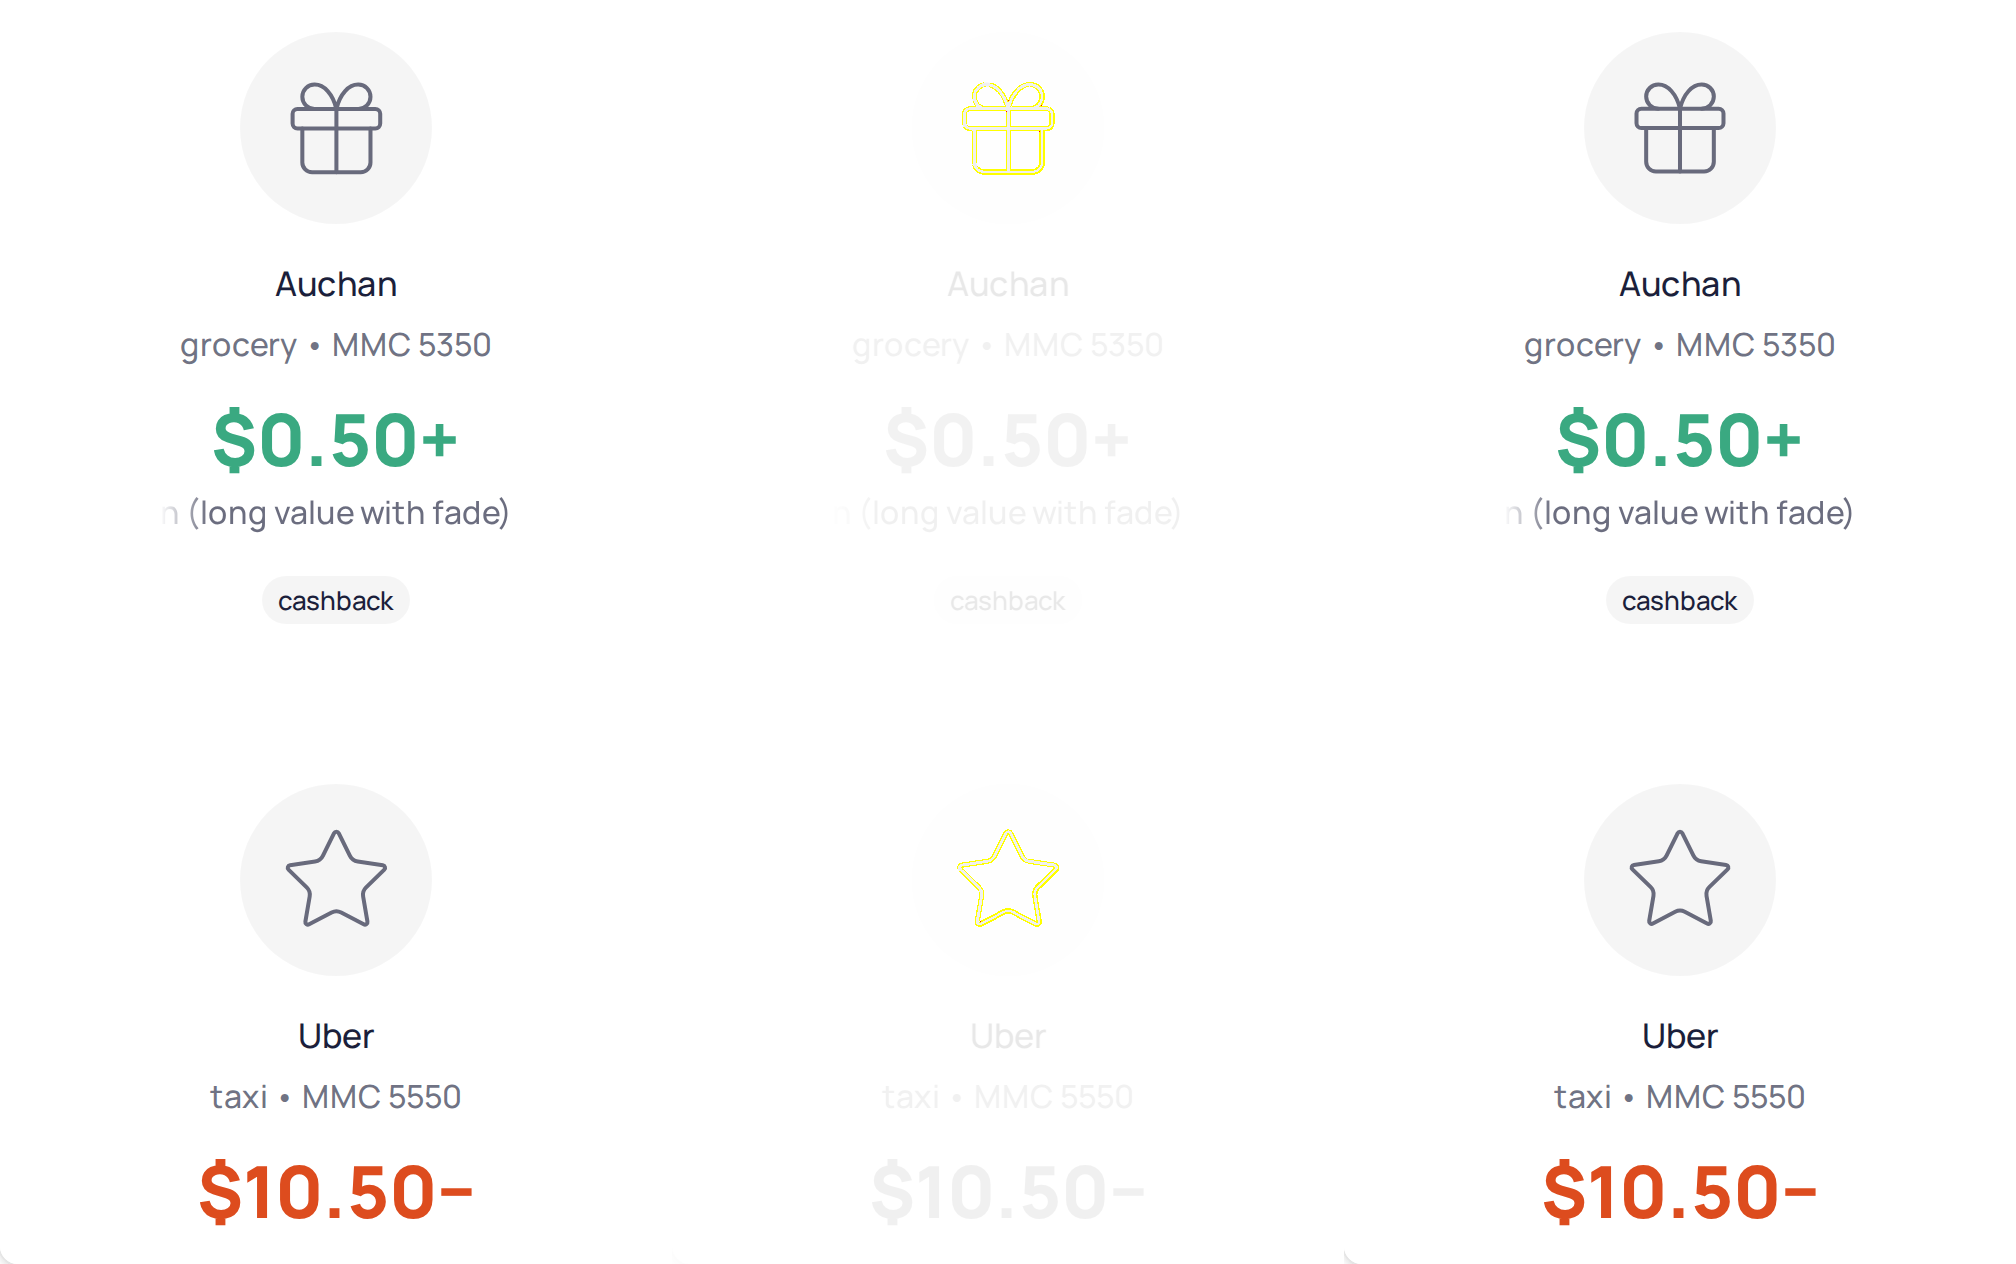 Auchan
grocery • MMC 5350
$0.50+
n (long value with fade)
cashback
Uber
taxi • MMC 5550
$10.50−
Auchan
grocery • MMC 5350
$0.50+
n (long value with fade)
cashback
Uber
taxi • MMC 5550
$10.50−
Auchan
grocery • MMC 5350
$0.50+
n (long value with fade)
cashback
Uber
taxi • MMC 5550
$10.50−